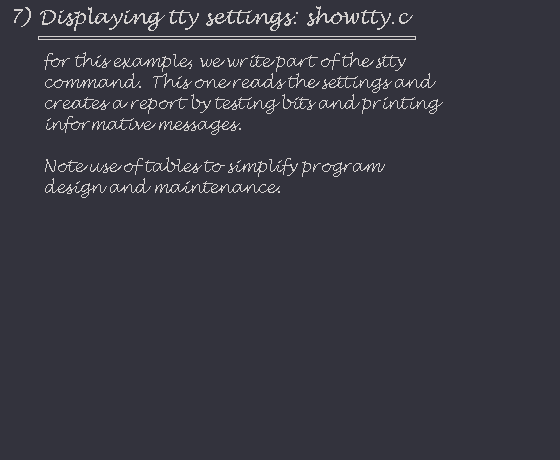 7) Displaying tty settings: showtty.c
for this example, we write part of the stty
command. This one reads the settings and
creates a report by testing bits and printing
informative messages.
Note use of tables to simplify program
design and maintenance.